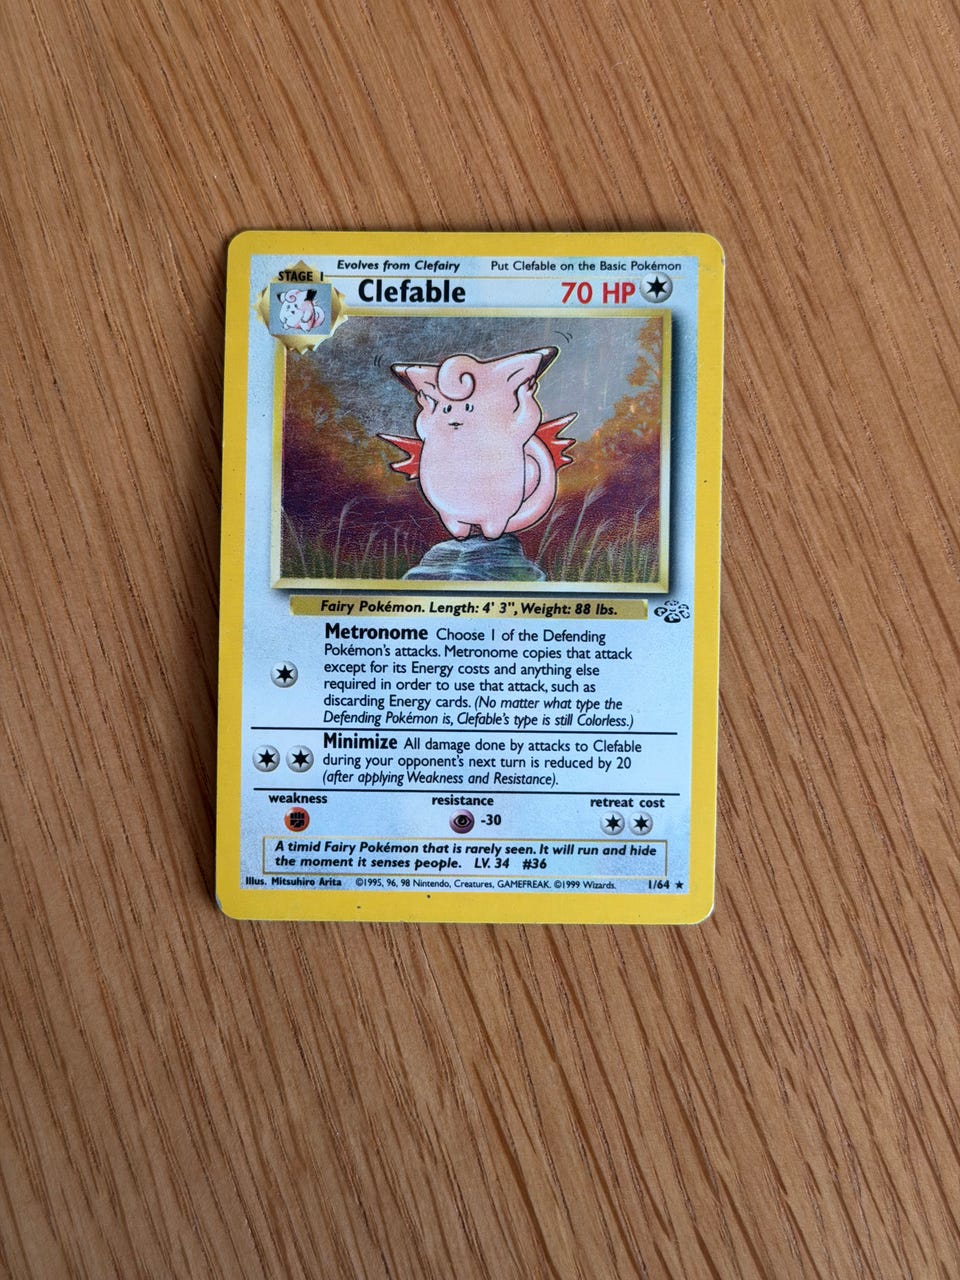 Evolves from Clefairy Put Clefable on the Basic Pokémon
STAGE 1
Clefable 70 HP
Fairy Pokémon. Length: 4' 3", Weight: 88 lbs.
Metronome Choose 1 of the Defending
Pokémon's attacks. Metronome copies that attack
except for its Energy costs and anything else
required in order to use that attack, such as
discarding Energy cards. (No matter what type the
Defending Pokémon is, Clefable's type is still Colorless.)
Minimize All damage done by attacks to Clefable
during your opponent's next turn is reduced by 20
(after applying Weakness and Resistance).
weakness resistance retreat cost
-30
A timid Fairy Pokémon that is rarely seen. It will run and hide
the moment it senses people. LV. 34 #36
Illus. Mitsuhiro Arita ©1995, 96, 98 Nintendo, Creatures, GAMEFREAK. ©1999 Wizards. 1/64 ★